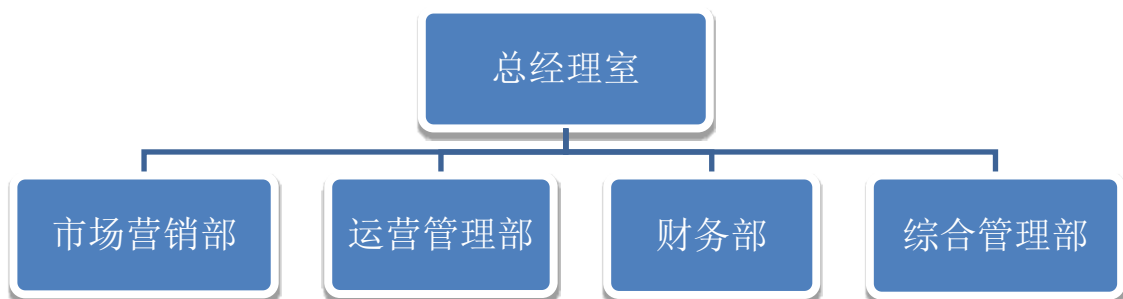 总经理室
市场营销部
运营管理部
财务部
综合管理部